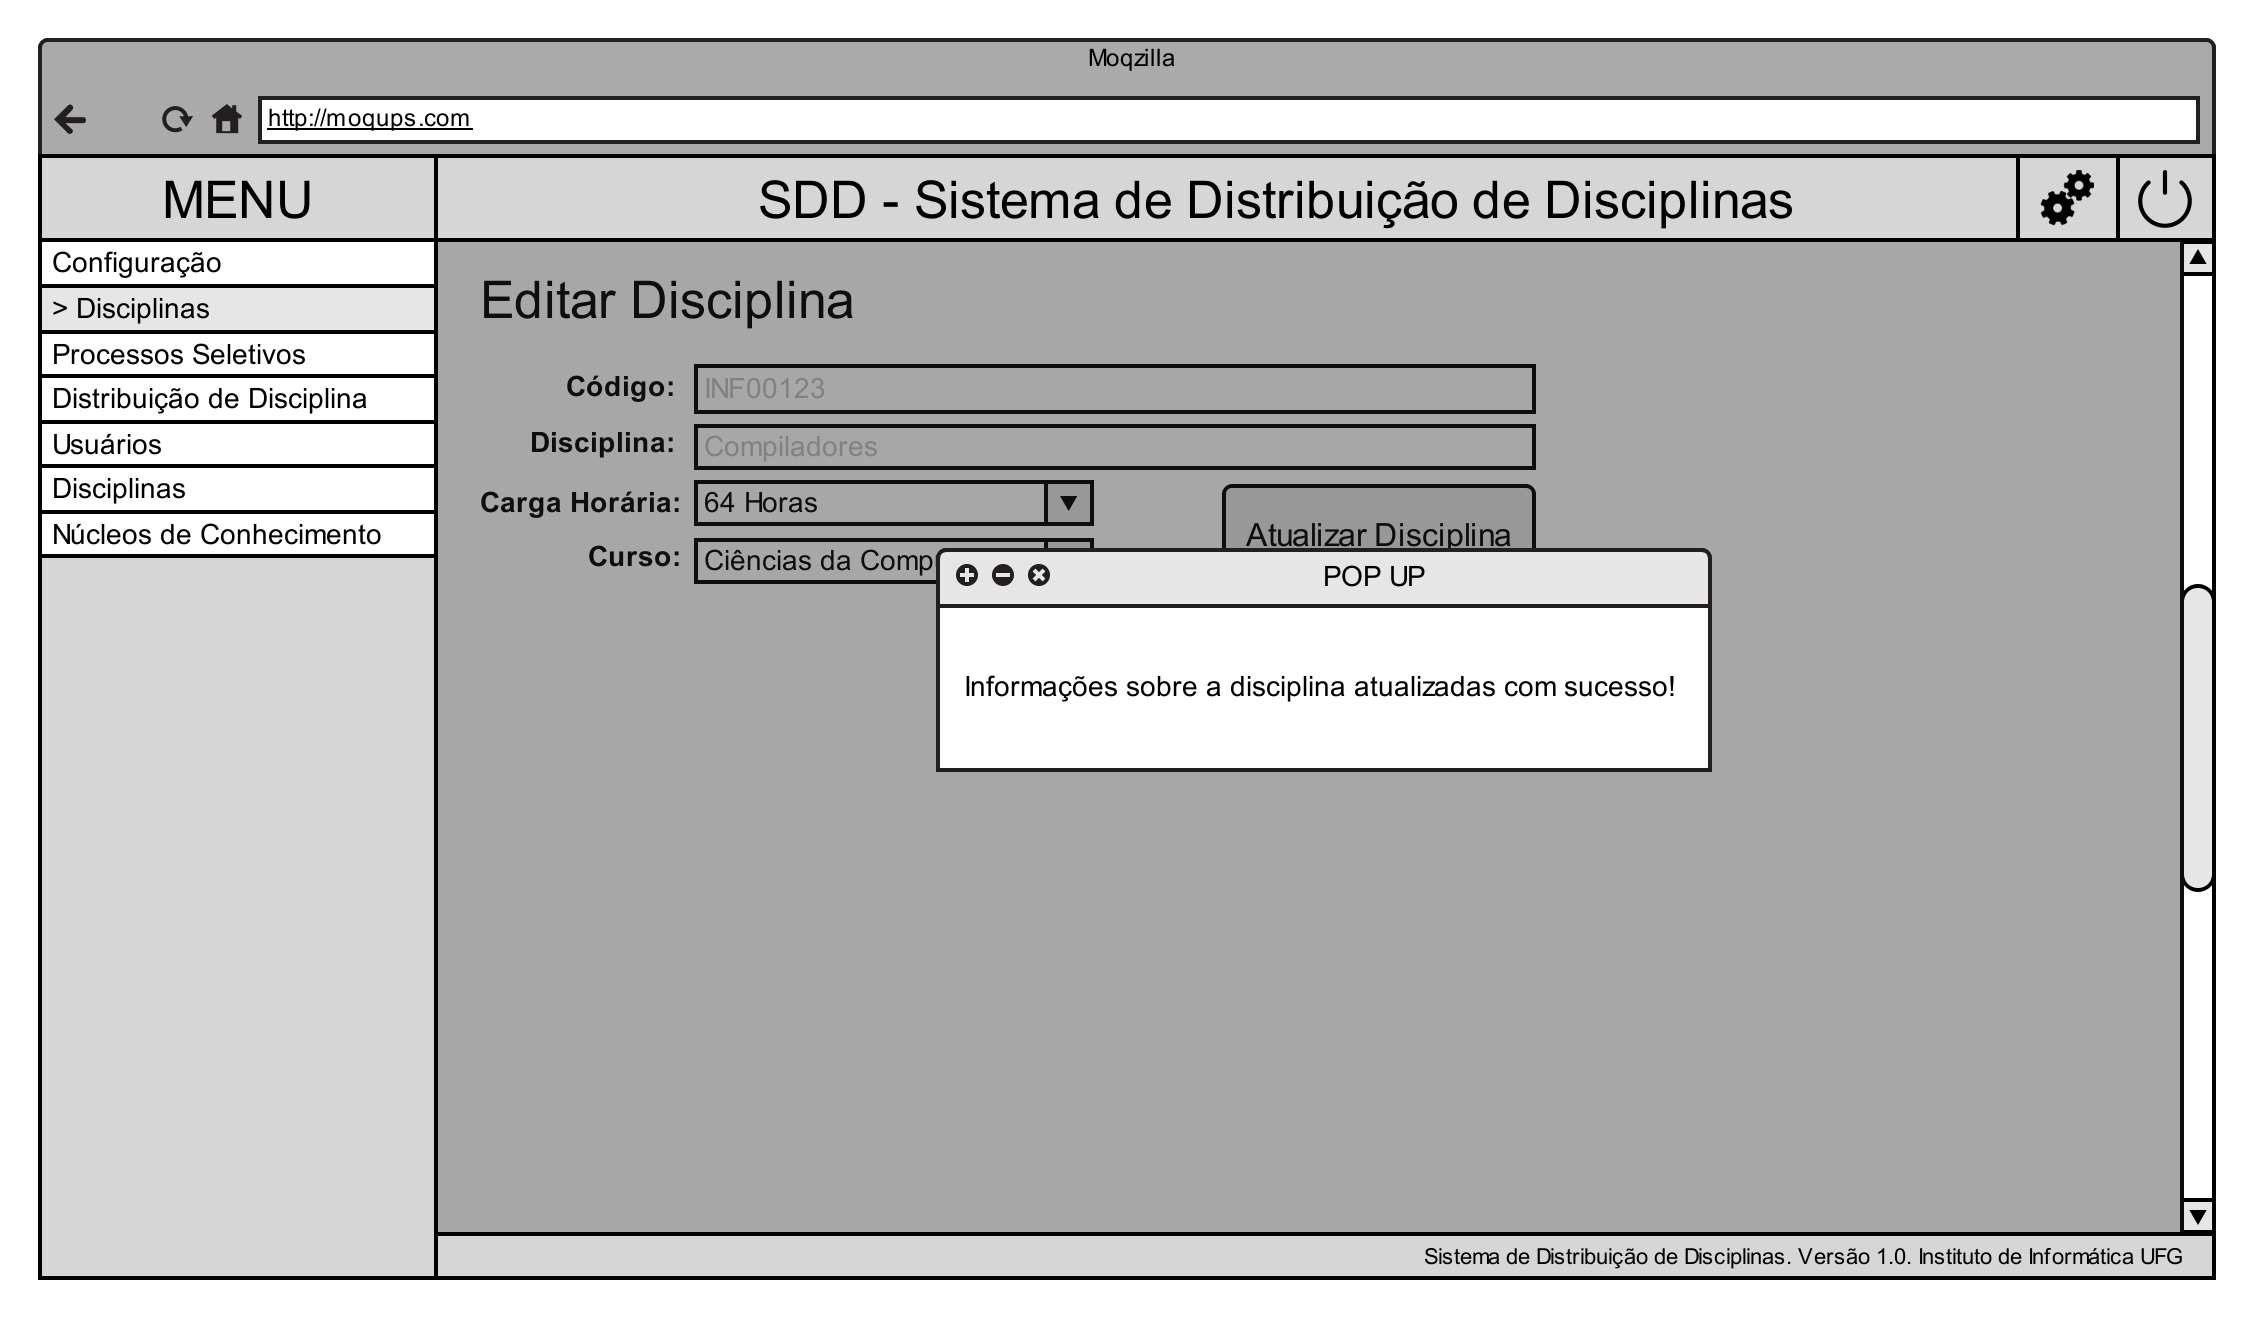 Moqzilla
http://moqups.com
MENU
SDD - Sistema de Distribuição de Disciplinas
Configuração
> Disciplinas
Processos Seletivos
Distribuição de Disciplina
Usuários
Disciplinas
Núcleos de Conhecimento
Editar Disciplina
Código: INF00123
Disciplina: Compiladores
Carga Horária: 64 Horas
Atualizar Disciplina
Curso: Ciências da Comp
POP UP
Informações sobre a disciplina atualizadas com sucesso!
Sistema de Distribuição de Disciplinas. Versão 1.0. Instituto de Informática UFG